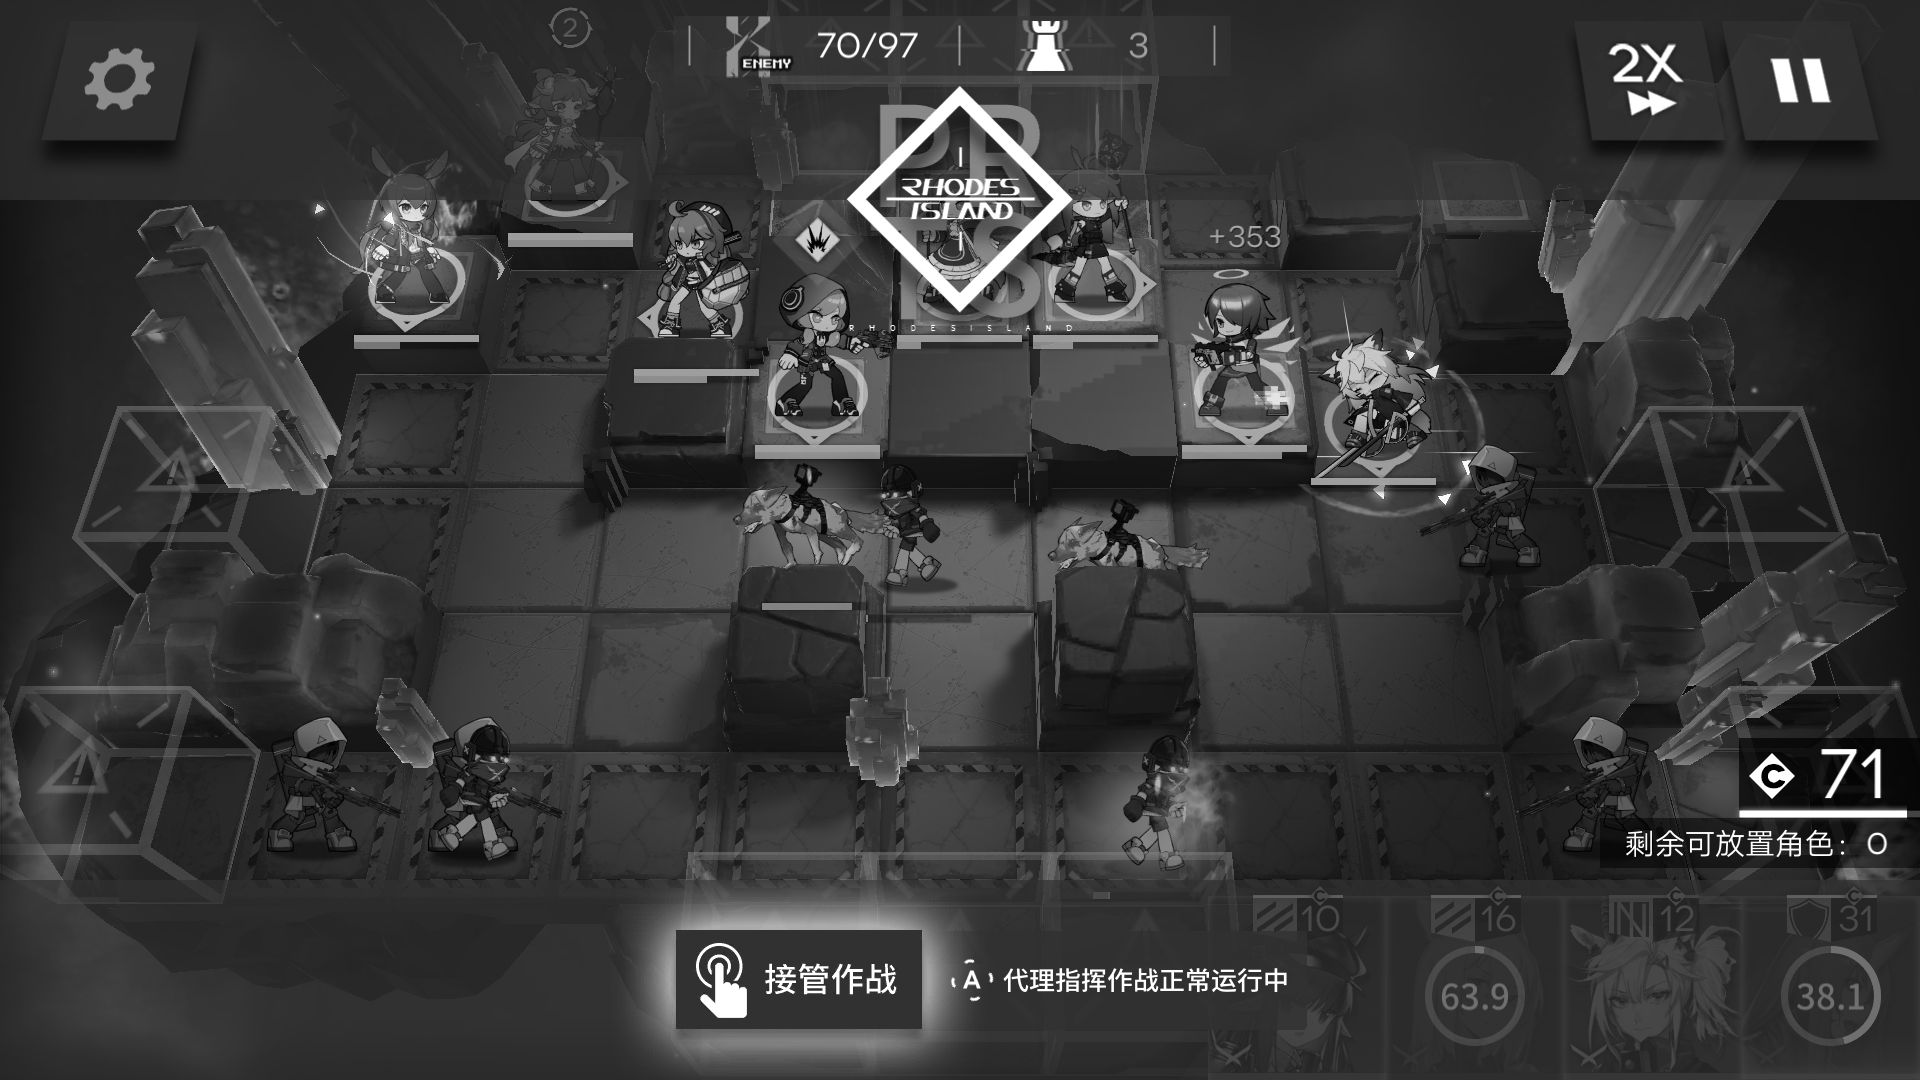 2
ENEMY
70/97
3
2X
PRTS
RHODES
ISLAND
RHODESISLAND
+353
71
剩余可放置角色：0
10
16
12
31
63.9
38.1
接管作战
A
代理指挥作战正常运行中